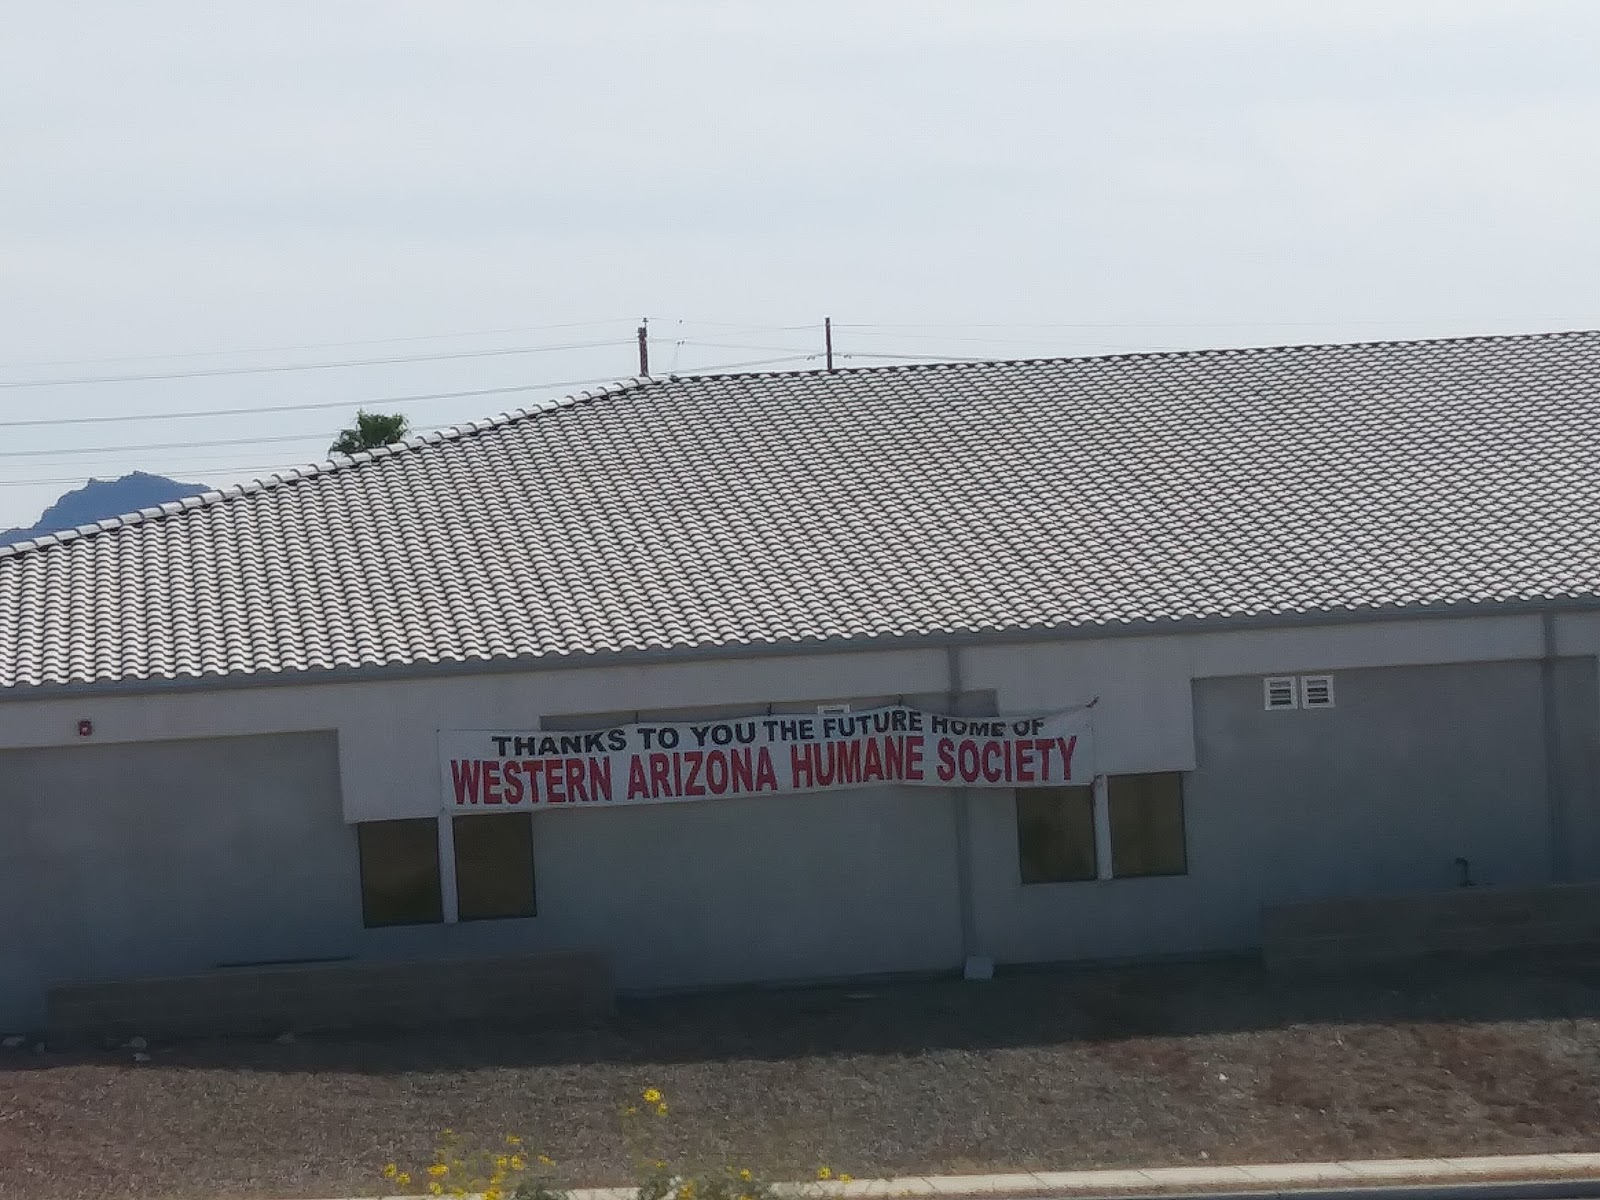 THANKS TO YOU THE FUTURE HOME OF
WESTERN ARIZONA HUMANE SOCIETY